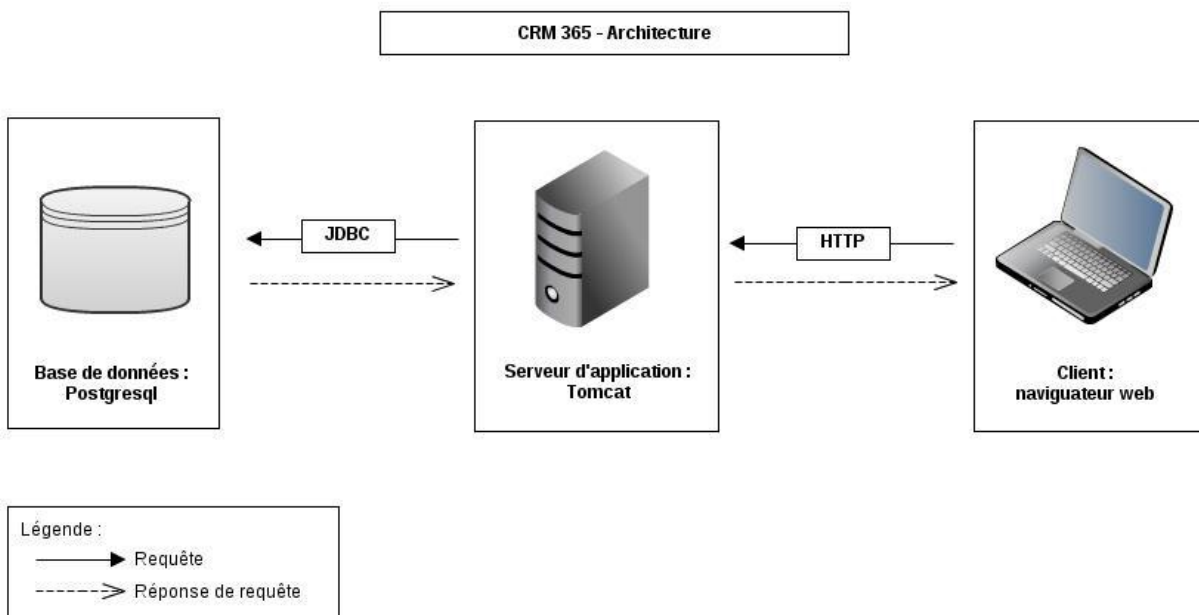 CRM 365 - Architecture
JDBC
HTTP
Base de données :
Postgresql
Serveur d'application :
Tomcat
Client :
naviguateur web
Légende :
Requête
Réponse de requête